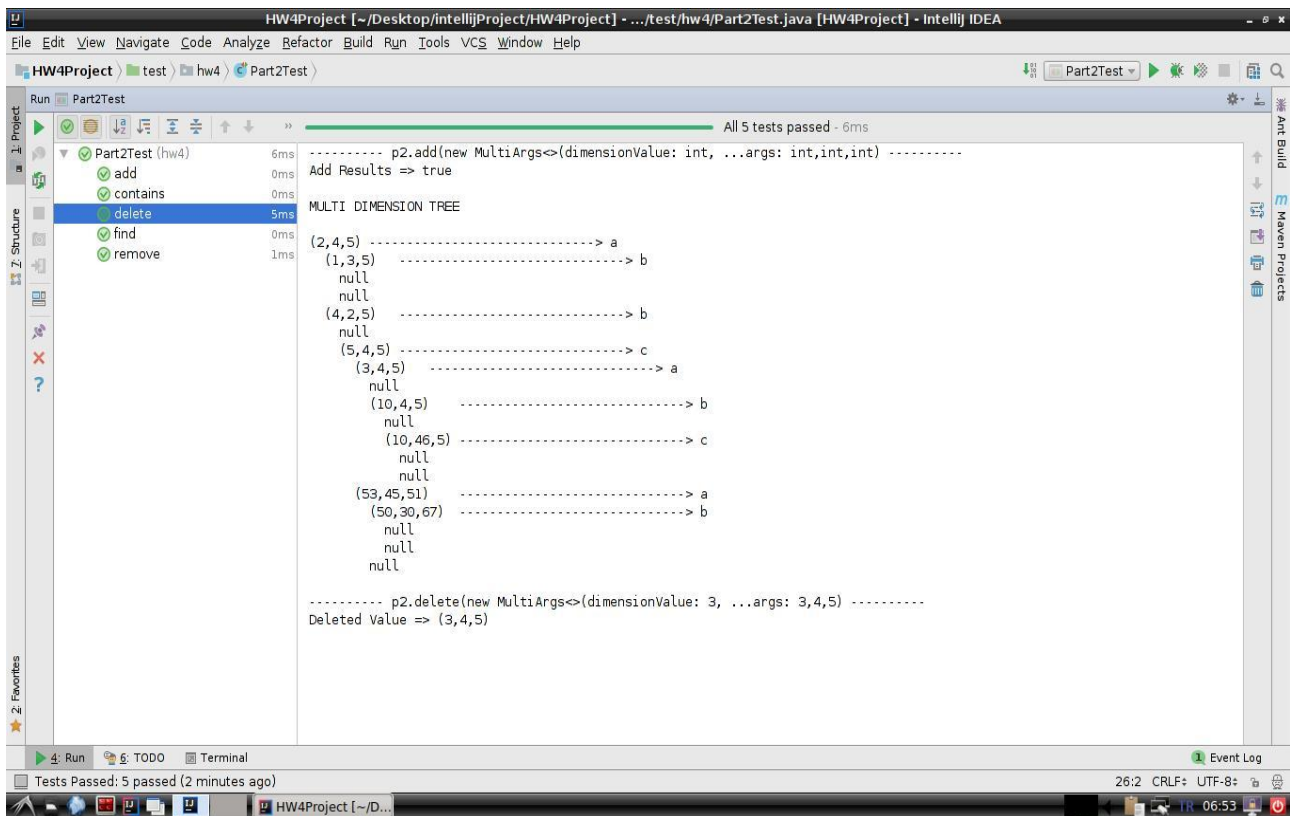 HW4Project [~/Desktop/intellijProject/HW4Project] - .../test/hw4/Part2Test.java [HW4Project] - IntelliJ IDEA
File Edit View Navigate Code Analyze Refactor Build Run Tools VCS Window Help
HW4Project test hw4 Part2Test
Part2Test
Run Part2Test
All 5 tests passed - 6ms
Part2Test (hw4) 6ms
add 0ms
contains 0ms
delete 5ms
find 0ms
remove 1ms
---------- p2.add(new MultiArgs<>(dimensionValue: int, ...args: int,int,int) ----------
Add Results => true
MULTI DIMENSION TREE
(2,4,5) ------------------------------> a
(1,3,5) ------------------------------> b
null
null
(4,2,5) ------------------------------> b
null
(5,4,5) ------------------------------> c
(3,4,5) ------------------------------> a
null
(10,4,5) ------------------------------> b
null
(10,46,5) ------------------------------> c
null
null
(53,45,51) ------------------------------> a
(50,30,67) ------------------------------> b
null
null
null
---------- p2.delete(new MultiArgs<>(dimensionValue: 3, ...args: 3,4,5) ----------
Deleted Value => (3,4,5)
1: Project
7: Structure
2: Favorites
Ant Build
Maven Projects
4: Run 6: TODO Terminal
1 Event Log
Tests Passed: 5 passed (2 minutes ago)
26:2 CRLF UTF-8
HW4Project [~/D...
TR 06:53